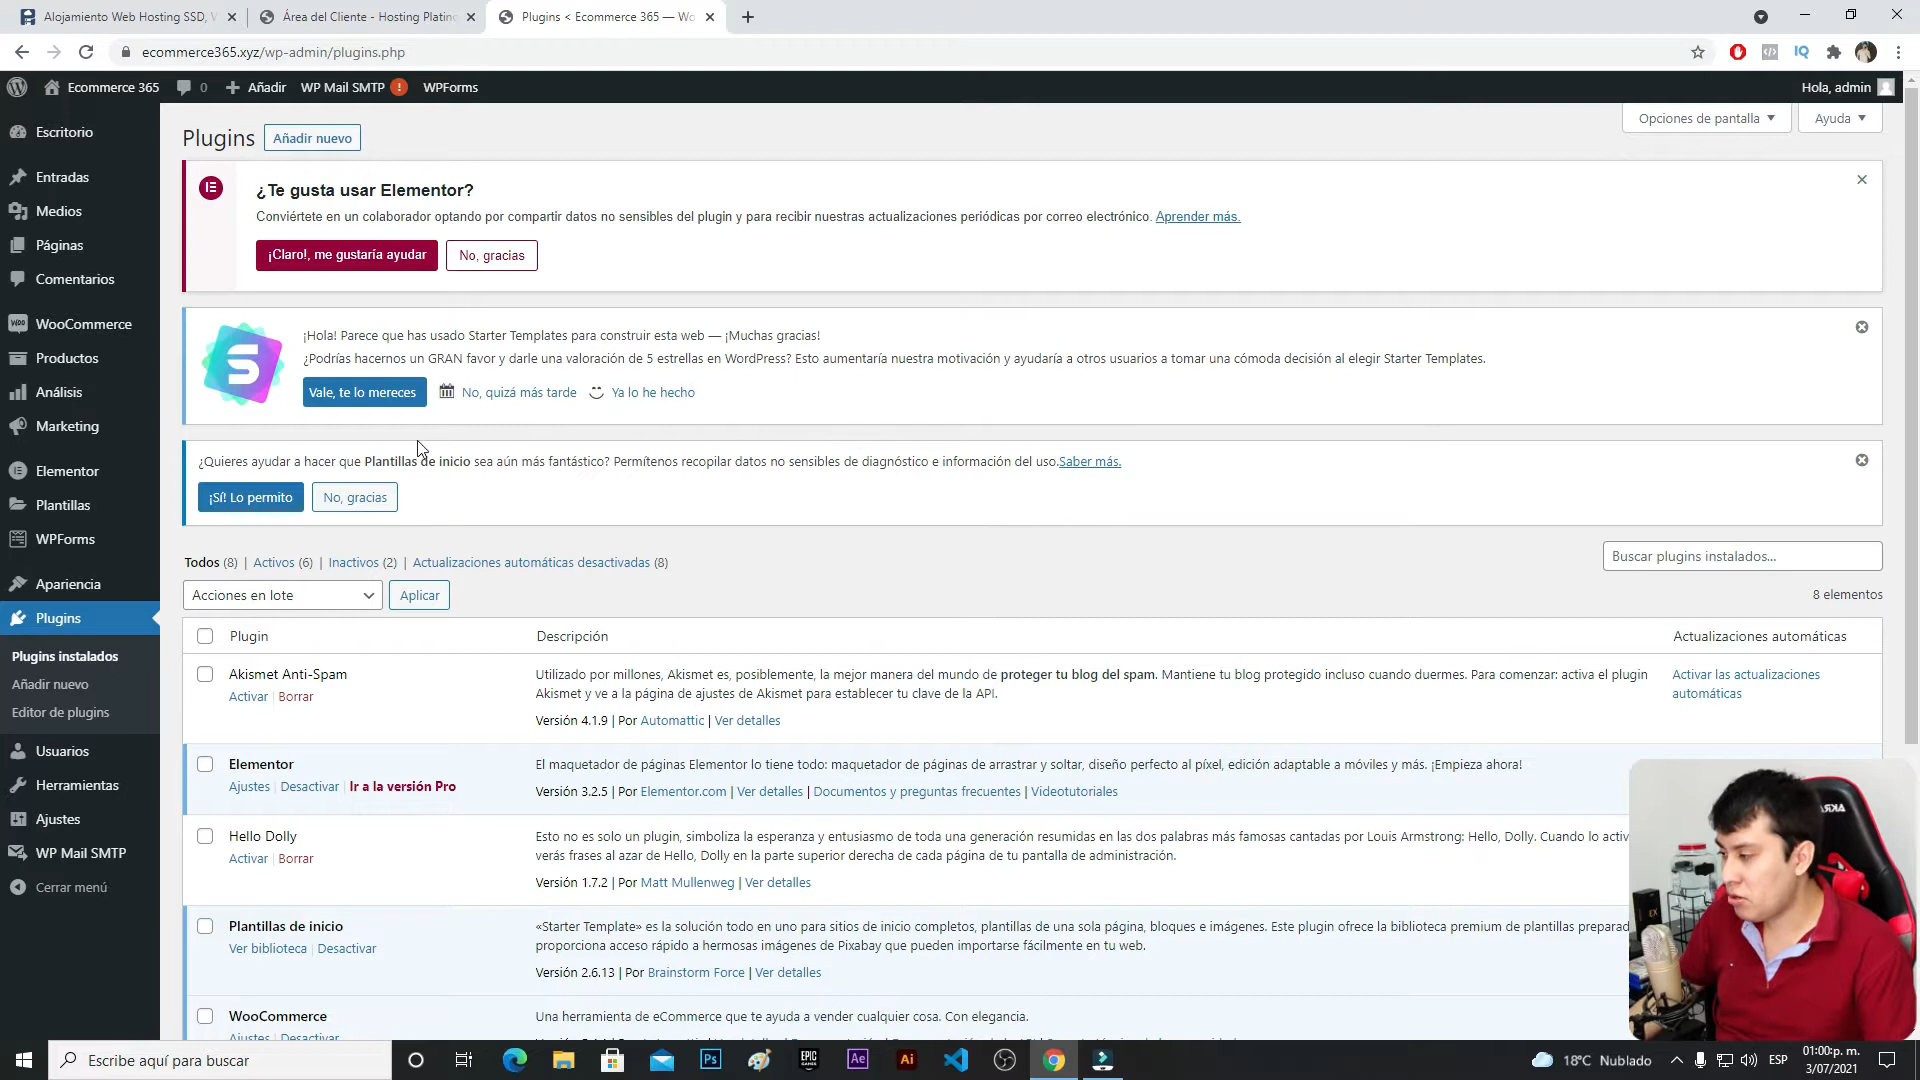 Alojamiento Web Hosting SSD, V
Área del Cliente - Hosting Platino
Plugins < Ecommerce 365 — Wo
ecommerce365.xyz/wp-admin/plugins.php
Ecommerce 365
0
Añadir
WP Mail SMTP
!
WPForms
Hola, admin
Escritorio
Entradas
Medios
Páginas
Comentarios
WooCommerce
Productos
Análisis
Marketing
Elementor
Plantillas
WPForms
Apariencia
Plugins
Plugins instalados
Añadir nuevo
Editor de plugins
Usuarios
Herramientas
Ajustes
WP Mail SMTP
Cerrar menú
Opciones de pantalla
Ayuda
Plugins
Añadir nuevo
¿Te gusta usar Elementor?
Conviértete en un colaborador optando por compartir datos no sensibles del plugin y para recibir nuestras actualizaciones periódicas por correo electrónico. Aprender más.
¡Claro!, me gustaría ayudar
No, gracias
¡Hola! Parece que has usado Starter Templates para construir esta web — ¡Muchas gracias!
¿Podrías hacernos un GRAN favor y darle una valoración de 5 estrellas en WordPress? Esto aumentaría nuestra motivación y ayudaría a otros usuarios a tomar una cómoda decisión al elegir Starter Templates.
Vale, te lo mereces
No, quizá más tarde
Ya lo he hecho
¿Quieres ayudar a hacer que Plantillas de inicio sea aún más fantástico? Permítenos recopilar datos no sensibles de diagnóstico e información del uso.Saber más.
¡Sí! Lo permito
No, gracias
Todos (8) | Activos (6) | Inactivos (2) | Actualizaciones automáticas desactivadas (8)
Buscar plugins instalados...
Acciones en lote
Aplicar
8 elementos
Plugin
Descripción
Actualizaciones automáticas
Akismet Anti-Spam
Activar | Borrar
Utilizado por millones, Akismet es, posiblemente, la mejor manera del mundo de proteger tu blog del spam. Mantiene tu blog protegido incluso cuando duermes. Para comenzar: activa el plugin
Akismet y ve a la página de ajustes de Akismet para establecer tu clave de la API.
Versión 4.1.9 | Por Automattic | Ver detalles
Activar las actualizaciones
automáticas
Elementor
Ajustes | Desactivar | Ir a la versión Pro
El maquetador de páginas Elementor lo tiene todo: maquetador de páginas de arrastrar y soltar, diseño perfecto al píxel, edición adaptable a móviles y más. ¡Empieza ahora!
Versión 3.2.5 | Por Elementor.com | Ver detalles | Documentos y preguntas frecuentes | Videotutoriales
Hello Dolly
Activar | Borrar
Esto no es solo un plugin, simboliza la esperanza y entusiasmo de toda una generación resumidas en las dos palabras más famosas cantadas por Louis Armstrong: Hello, Dolly. Cuando lo activ
verás frases al azar de Hello, Dolly en la parte superior derecha de cada página de tu pantalla de administración.
Versión 1.7.2 | Por Matt Mullenweg | Ver detalles
Plantillas de inicio
Ver biblioteca | Desactivar
«Starter Template» es la solución todo en uno para sitios de inicio completos, plantillas de una sola página, bloques e imágenes. Este plugin ofrece la biblioteca premium de plantillas preparad
proporciona acceso rápido a hermosas imágenes de Pixabay que pueden importarse fácilmente en tu web.
Versión 2.6.13 | Por Brainstorm Force | Ver detalles
WooCommerce
Ajustes | Desactivar
Una herramienta de eCommerce que te ayuda a vender cualquier cosa. Con elegancia.
Escribe aquí para buscar
18°C Nublado
ESP
01:00 p. m.
3/07/2021